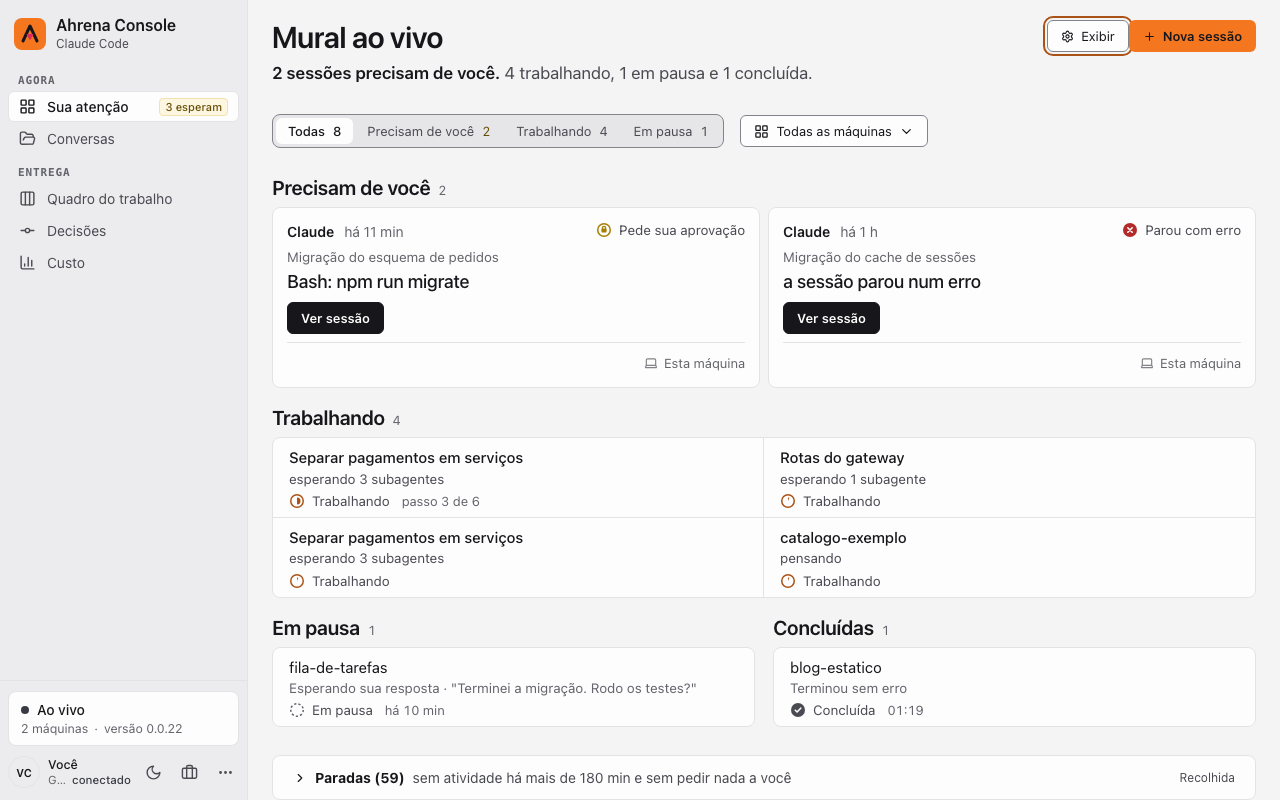 Ahrena Console
Claude Code
AGORA
Sua atenção 3 esperam
Conversas
ENTREGA
Quadro do trabalho
Decisões
Custo
Ao vivo
2 máquinas · versão 0.0.22
VC
Você
G... conectado
Mural ao vivo
Exibir
+ Nova sessão
2 sessões precisam de você. 4 trabalhando, 1 em pausa e 1 concluída.
Todas 8 Precisam de você 2 Trabalhando 4 Em pausa 1
Todas as máquinas
Precisam de você 2
Claude há 11 min Pede sua aprovação
Migração do esquema de pedidos
Bash: npm run migrate
Ver sessão
Esta máquina
Claude há 1 h Parou com erro
Migração do cache de sessões
a sessão parou num erro
Ver sessão
Esta máquina
Trabalhando 4
Separar pagamentos em serviços
esperando 3 subagentes
Trabalhando passo 3 de 6
Rotas do gateway
esperando 1 subagente
Trabalhando
Separar pagamentos em serviços
esperando 3 subagentes
Trabalhando
catalogo-exemplo
pensando
Trabalhando
Em pausa 1
fila-de-tarefas
Esperando sua resposta · "Terminei a migração. Rodo os testes?"
Em pausa há 10 min
Concluídas 1
blog-estatico
Terminou sem erro
Concluída 01:19
Paradas (59) sem atividade há mais de 180 min e sem pedir nada a você Recolhida